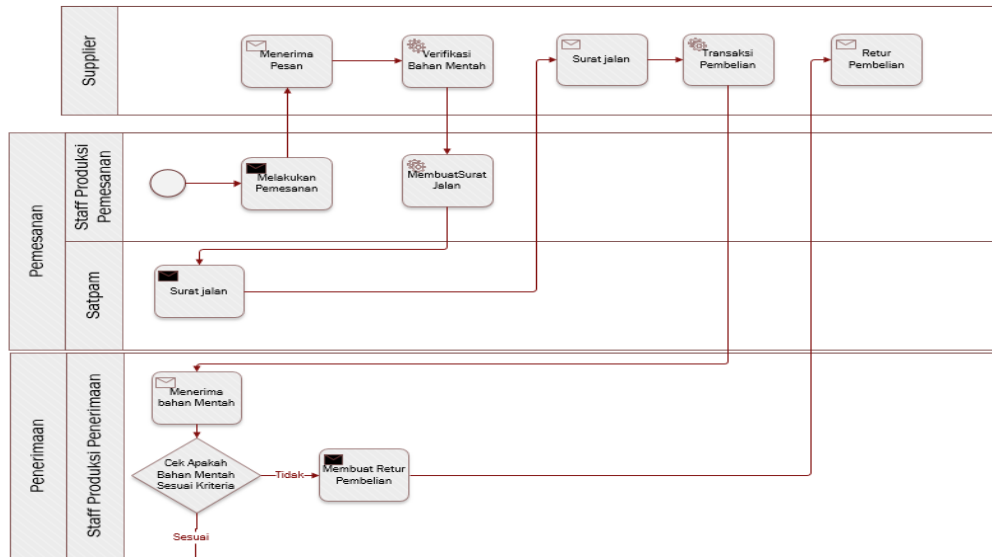 Supplier
Menerima
Pesan
Verifikasi
Bahan Mentah
Surat jalan
Transaksi
Pembelian
Retur
Pembelian
Pemesanan
Staff Produksi
Pemesanan
Melakukan
Pemesanan
MembuatSurat
Jalan
Satpam
Surat jalan
Penerimaan
Staff Produksi Penerimaan
Menerima
bahan Mentah
Cek Apakah
Bahan Mentah
Sesuai Kriteria
Tidak
Membuat Retur
Pembelian
Sesuai